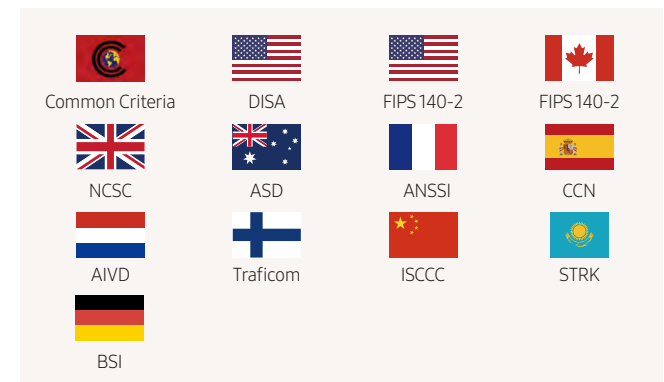 Common Criteria
DISA
FIPS 140-2
FIPS 140-2
NCSC
ASD
ANSSI
CCN
AIVD
Traficom
ISCCC
STRK
BSI